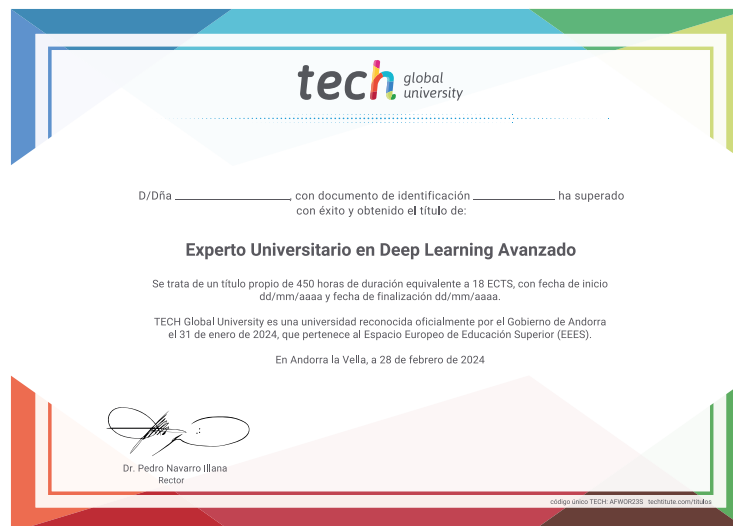 tech global university
D/Dña ____________________, con documento de identificación ______________ ha superado
con éxito y obtenido el título de:
Experto Universitario en Deep Learning Avanzado
Se trata de un título propio de 450 horas de duración equivalente a 18 ECTS, con fecha de inicio
dd/mm/aaaa y fecha de finalización dd/mm/aaaa.
TECH Global University es una universidad reconocida oficialmente por el Gobierno de Andorra
el 31 de enero de 2024, que pertenece al Espacio Europeo de Educación Superior (EEES).
En Andorra la Vella, a 28 de febrero de 2024
Dr. Pedro Navarro Illana
Rector
código único TECH: AFWOR23S techtitute.com/titulos